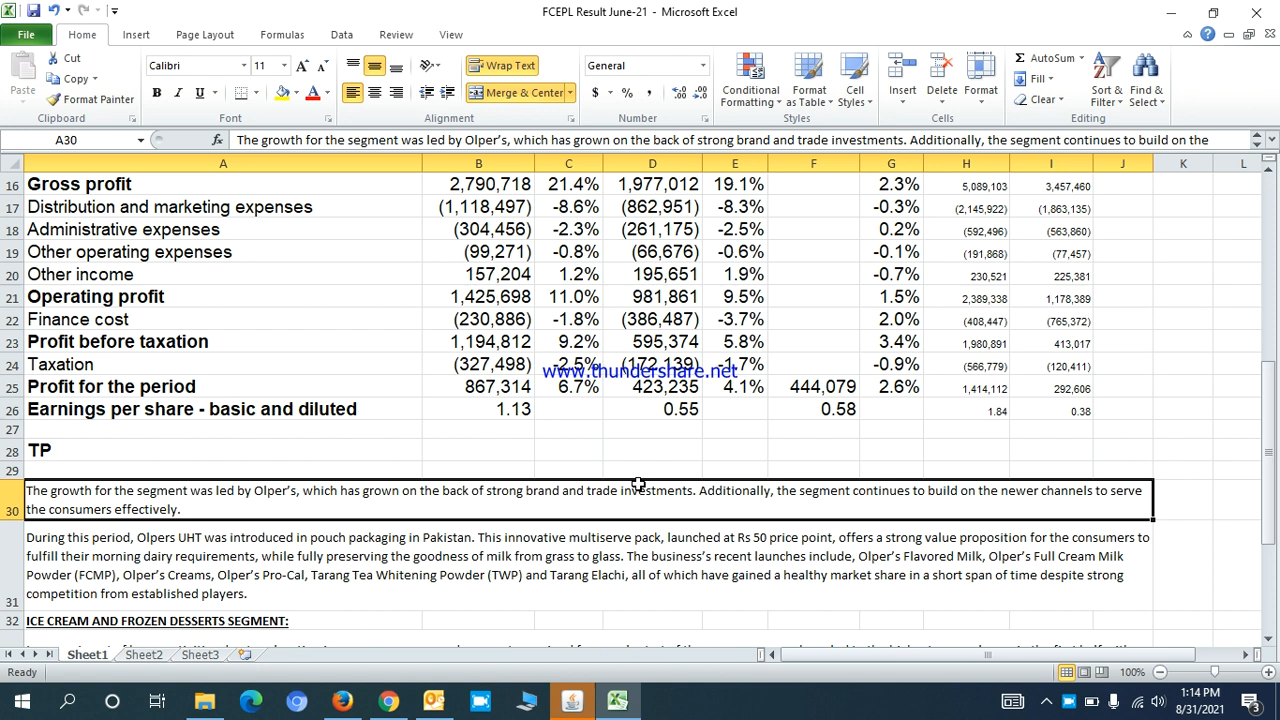 FCEPL Result June-21 - Microsoft Excel
File Home Insert Page Layout Formulas Data Review View
Paste
Cut
Copy
Format Painter
Clipboard
Calibri 11
Font
Wrap Text
Merge & Center
Alignment
General
$ % ,
Number
Conditional Formatting
Format as Table
Cell Styles
Styles
Insert
Delete
Format
Cells
AutoSum
Fill
Clear
Sort & Filter
Find & Select
Editing
A30 fx The growth for the segment was led by Olper's, which has grown on the back of strong brand and trade investments. Additionally, the segment continues to build on the
A B C D E F G H I J K L
16 Gross profit 2,790,718 21.4% 1,977,012 19.1% 2.3% 5,089,103 3,457,460
17 Distribution and marketing expenses (1,118,497) -8.6% (862,951) -8.3% -0.3% (2,145,922) (1,863,135)
18 Administrative expenses (304,456) -2.3% (261,175) -2.5% 0.2% (592,496) (563,860)
19 Other operating expenses (99,271) -0.8% (66,676) -0.6% -0.1% (191,868) (77,457)
20 Other income 157,204 1.2% 195,651 1.9% -0.7% 230,521 225,381
21 Operating profit 1,425,698 11.0% 981,861 9.5% 1.5% 2,389,338 1,178,389
22 Finance cost (230,886) -1.8% (386,487) -3.7% 2.0% (408,447) (765,372)
23 Profit before taxation 1,194,812 9.2% 595,374 5.8% 3.4% 1,980,891 413,017
24 Taxation (327,498) -2.5% (172,139) -1.7% -0.9% (566,779) (120,411)
www.thundershare.net
25 Profit for the period 867,314 6.7% 423,235 4.1% 444,079 2.6% 1,414,112 292,606
26 Earnings per share - basic and diluted 1.13 0.55 0.58 1.84 0.38
27
28 TP
29
The growth for the segment was led by Olper's, which has grown on the back of strong brand and trade investments. Additionally, the segment continues to build on the newer channels to serve
30 the consumers effectively.
During this period, Olpers UHT was introduced in pouch packaging in Pakistan. This innovative multiserve pack, launched at Rs 50 price point, offers a strong value proposition for the consumers to
fulfill their morning dairy requirements, while fully preserving the goodness of milk from grass to glass. The business's recent launches include, Olper's Flavored Milk, Olper's Full Cream Milk
Powder (FCMP), Olper's Creams, Olper's Pro-Cal, Tarang Tea Whitening Powder (TWP) and Tarang Elachi, all of which have gained a healthy market share in a short span of time despite strong
31 competition from established players.
32 ICE CREAM AND FROZEN DESSERTS SEGMENT:
Sheet1 Sheet2 Sheet3
Ready 100%
1:14 PM
8/31/2021
3